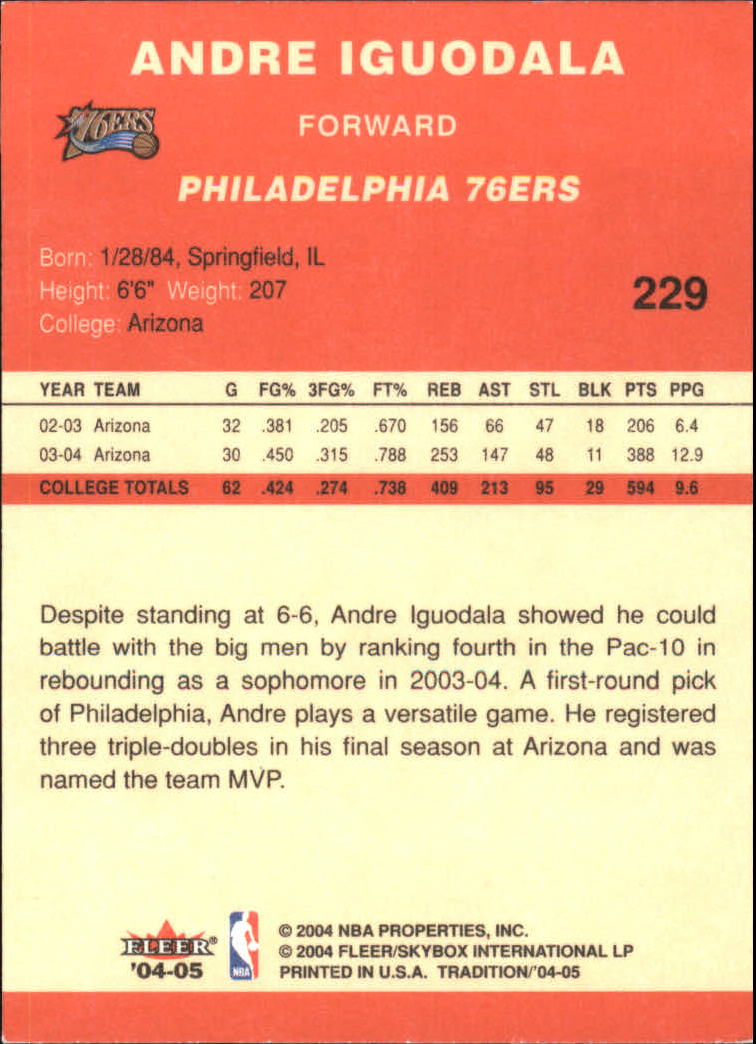 ANDRE IGUODALA
76ERS
FORWARD
PHILADELPHIA 76ERS
Born: 1/28/84, Springfield, IL
Height: 6'6" Weight: 207
229
College: Arizona
YEAR TEAM G FG% 3FG% FT% REB AST STL BLK PTS PPG
02-03 Arizona 32 .381 .205 .670 156 66 47 18 206 6.4
03-04 Arizona 30 .450 .315 .788 253 147 48 11 388 12.9
COLLEGE TOTALS 62 .424 .274 .738 409 213 95 29 594 9.6
Despite standing at 6-6, Andre Iguodala showed he could
battle with the big men by ranking fourth in the Pac-10 in
rebounding as a sophomore in 2003-04. A first-round pick
of Philadelphia, Andre plays a versatile game. He registered
three triple-doubles in his final season at Arizona and was
named the team MVP.
FLEER®
'04-05
NBA
© 2004 NBA PROPERTIES, INC.
© 2004 FLEER/SKYBOX INTERNATIONAL LP
PRINTED IN U.S.A. TRADITION/'04-05